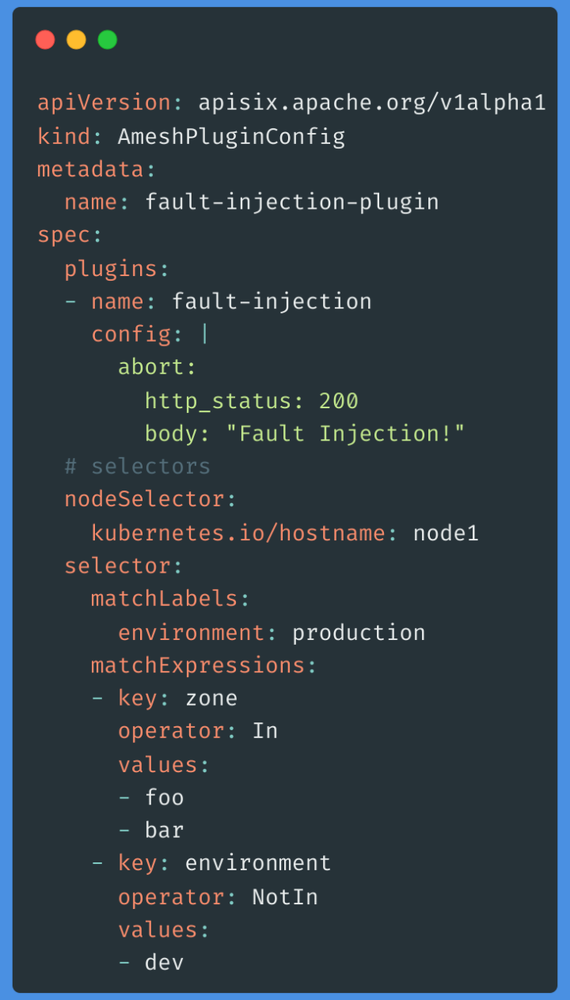 apiVersion: apisix.apache.org/v1alpha1
kind: AmeshPluginConfig
metadata:
  name: fault-injection-plugin
spec:
  plugins:
  - name: fault-injection
    config: |
      abort:
        http_status: 200
        body: "Fault Injection!"
  # selectors
  nodeSelector:
    kubernetes.io/hostname: node1
  selector:
    matchLabels:
      environment: production
    matchExpressions:
    - key: zone
      operator: In
      values:
      - foo
      - bar
    - key: environment
      operator: NotIn
      values:
      - dev